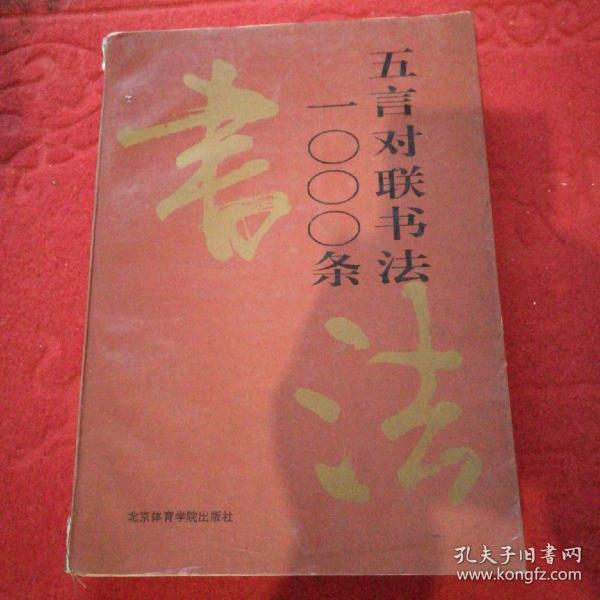 五言对联书法
一〇〇〇条
書
法
北京体育学院出版社
孔夫子旧书网
www.kongfz.com